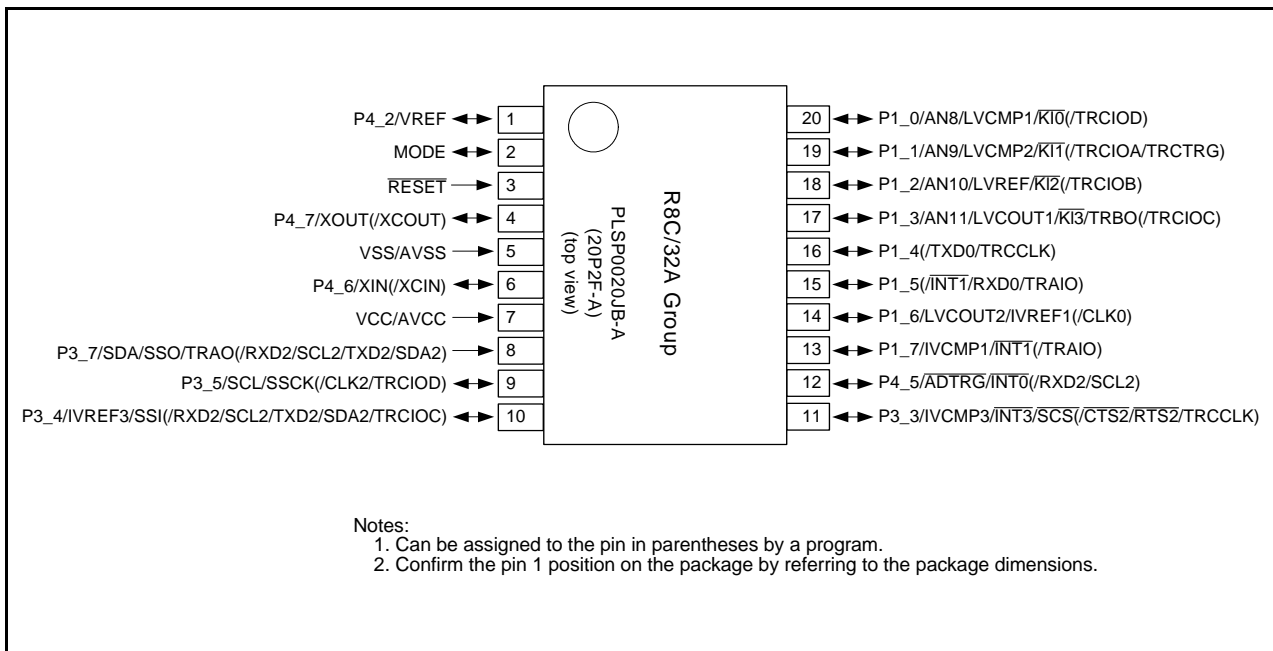 P4_2/VREF 1
MODE 2
RESET 3
P4_7/XOUT(/XCOUT) 4
VSS/AVSS 5
P4_6/XIN(/XCIN) 6
VCC/AVCC 7
P3_7/SDA/SSO/TRAO(/RXD2/SCL2/TXD2/SDA2) 8
P3_5/SCL/SSCK(/CLK2/TRCIOD) 9
P3_4/IVREF3/SSI(/RXD2/SCL2/TXD2/SDA2/TRCIOC) 10
R8C/32A Group
PLSP0020JB-A
(20P2F-A)
(top view)
20 P1_0/AN8/LVCMP1/KI0(/TRCIOD)
19 P1_1/AN9/LVCMP2/KI1(/TRCIOA/TRCTRG)
18 P1_2/AN10/LVREF/KI2(/TRCIOB)
17 P1_3/AN11/LVCOUT1/KI3/TRBO(/TRCIOC)
16 P1_4(/TXD0/TRCCLK)
15 P1_5(/INT1/RXD0/TRAIO)
14 P1_6/LVCOUT2/IVREF1(/CLK0)
13 P1_7/IVCMP1/INT1(/TRAIO)
12 P4_5/ADTRG/INT0(/RXD2/SCL2)
11 P3_3/IVCMP3/INT3/SCS(/CTS2/RTS2/TRCCLK)
Notes:
1. Can be assigned to the pin in parentheses by a program.
2. Confirm the pin 1 position on the package by referring to the package dimensions.